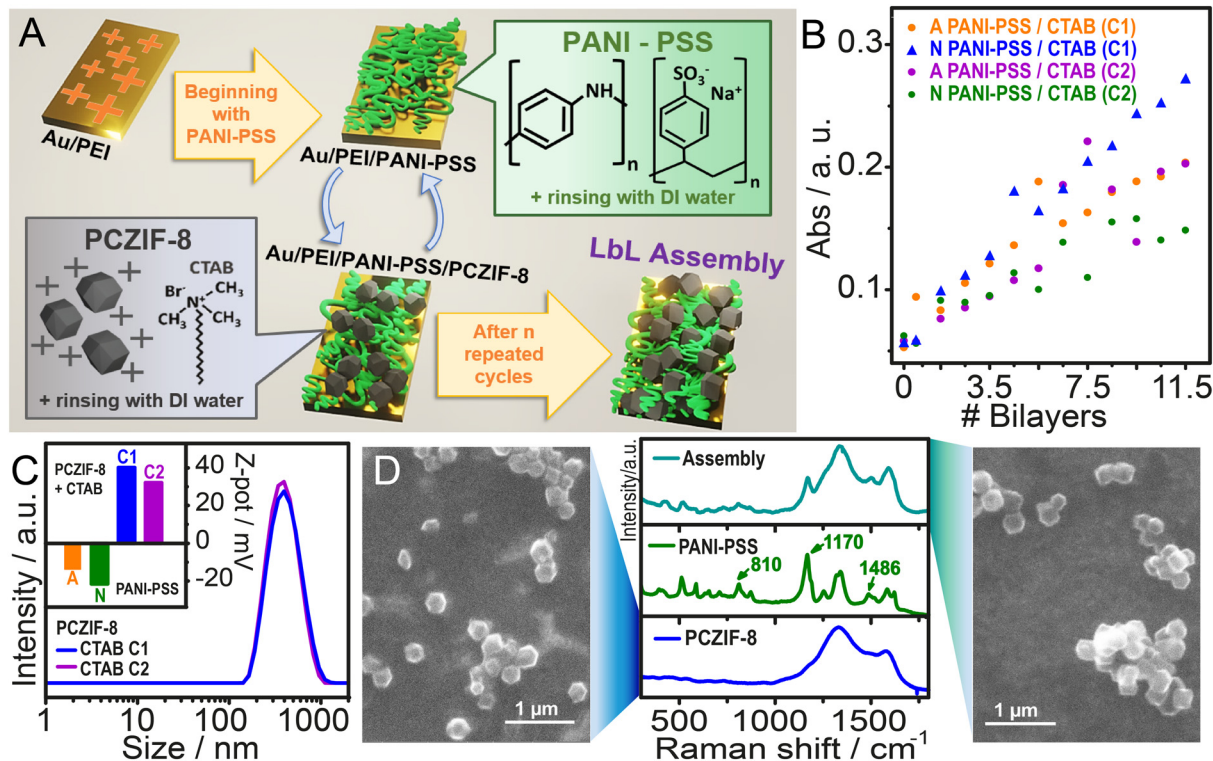 A
Au/PEI
Beginning
with
PANI-PSS
Au/PEI/PANI-PSS
PANI - PSS
NH
n
SO₃⁻
Na⁺
n
+ rinsing with DI water
PCZIF-8
CTAB
Br⁻
CH₃
N⁺
CH₃
CH₃
+ rinsing with DI water
Au/PEI/PANI-PSS/PCZIF-8
After n
repeated
cycles
LbL Assembly
B
A PANI-PSS / CTAB (C1)
N PANI-PSS / CTAB (C1)
A PANI-PSS / CTAB (C2)
N PANI-PSS / CTAB (C2)
Abs / a. u.
0.3
0.2
0.1
0 3.5 7.5 11.5
# Bilayers
C
PCZIF-8
+ CTAB
C1
C2
A
N
PANI-PSS
40
20
0
-20
Z-pot / mV
PCZIF-8
CTAB C1
CTAB C2
Intensity / a.u.
1 10 100 1000
Size / nm
D
1 µm
Intensity/a.u.
Assembly
PANI-PSS
810
1170
1486
PCZIF-8
500 1000 1500
Raman shift / cm⁻¹
1 µm